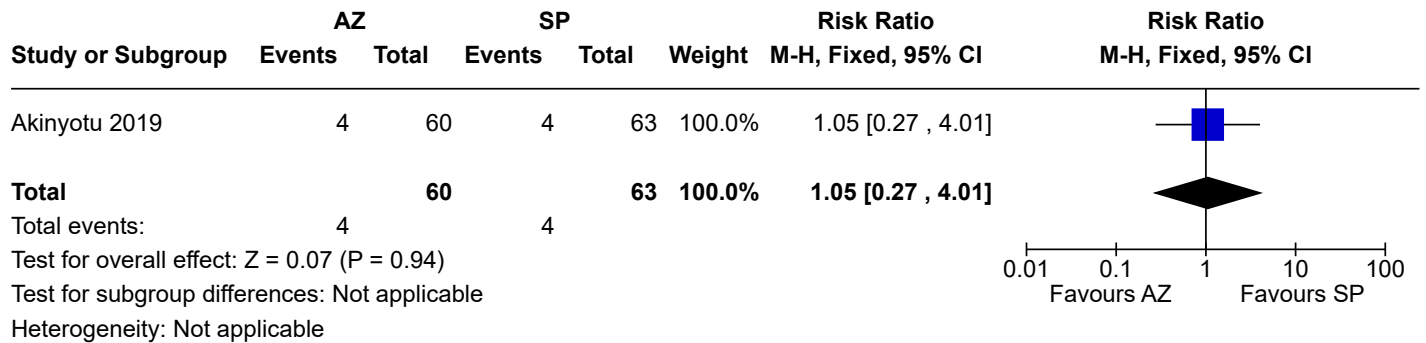 AZ SP Risk Ratio Risk Ratio
Study or Subgroup Events Total Events Total Weight M-H, Fixed, 95% CI M-H, Fixed, 95% CI
Akinyotu 2019 4 60 4 63 100.0% 1.05 [0.27 , 4.01]
Total 60 63 100.0% 1.05 [0.27 , 4.01]
Total events: 4 4
Test for overall effect: Z = 0.07 (P = 0.94)
0.01 0.1 1 10 100
Test for subgroup differences: Not applicable
Favours AZ Favours SP
Heterogeneity: Not applicable